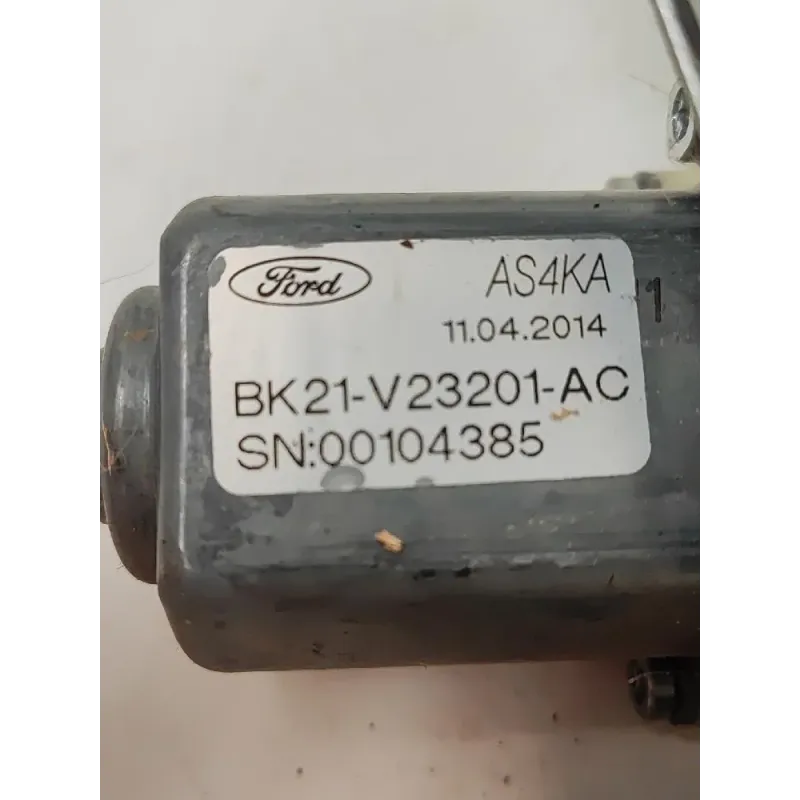 Ford AS4KA
11.04.2014
BK21-V23201-AC
SN:00104385